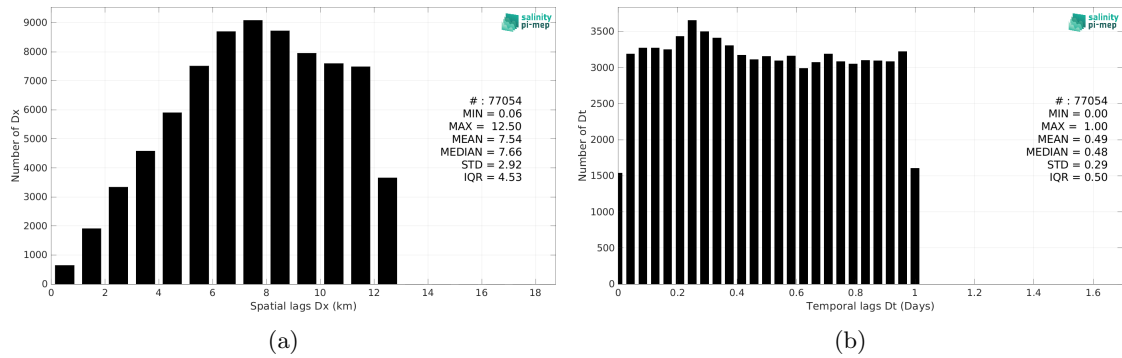 9000
8000
7000
6000
5000
4000
3000
2000
1000
0
Number of Dx
salinity
pi-mep
# : 77054
MIN = 0.06
MAX = 12.50
MEAN = 7.54
MEDIAN = 7.66
STD = 2.92
IQR = 4.53
0 2 4 6 8 10 12 14 16 18
Spatial lags Dx (km)
(a)
3500
3000
2500
2000
1500
1000
500
0
Number of Dt
salinity
pi-mep
# : 77054
MIN = 0.00
MAX = 1.00
MEAN = 0.49
MEDIAN = 0.48
STD = 0.29
IQR = 0.50
0 0.2 0.4 0.6 0.8 1 1.2 1.4 1.6
Temporal lags Dt (Days)
(b)